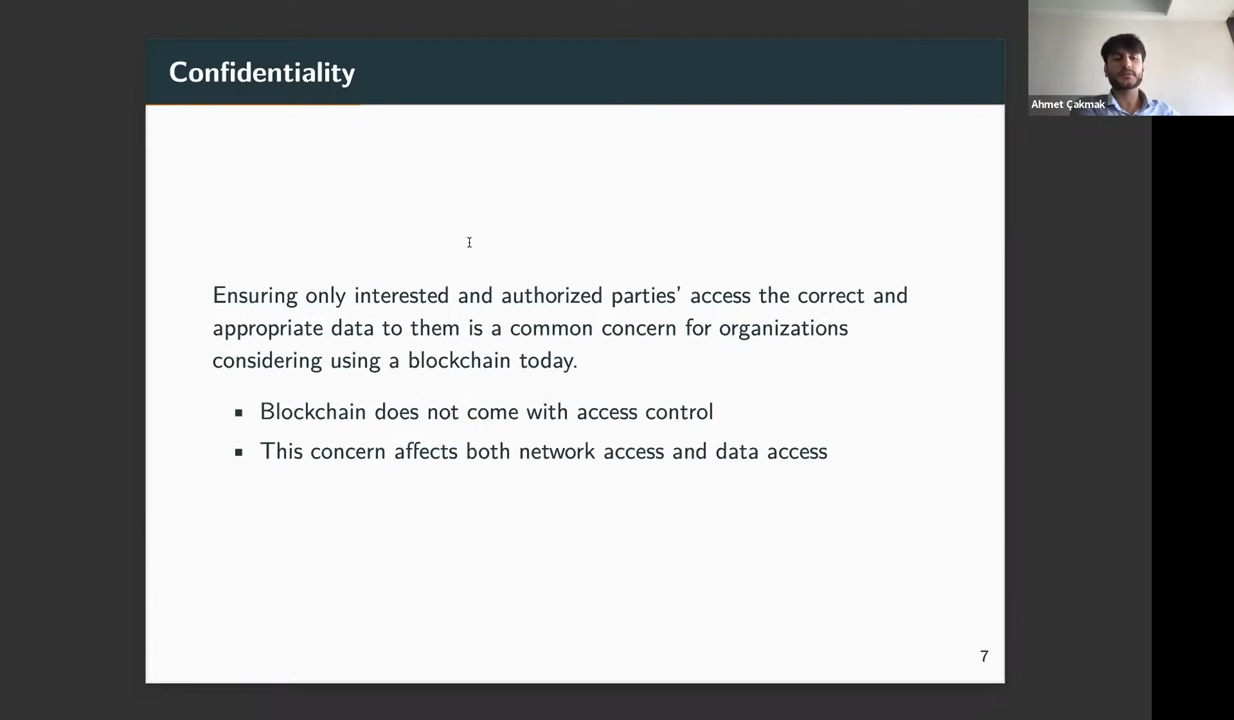 Confidentiality
Ahmet Çakmak
Ensuring only interested and authorized parties’ access the correct and
appropriate data to them is a common concern for organizations
considering using a blockchain today.
▪ Blockchain does not come with access control
▪ This concern affects both network access and data access
7